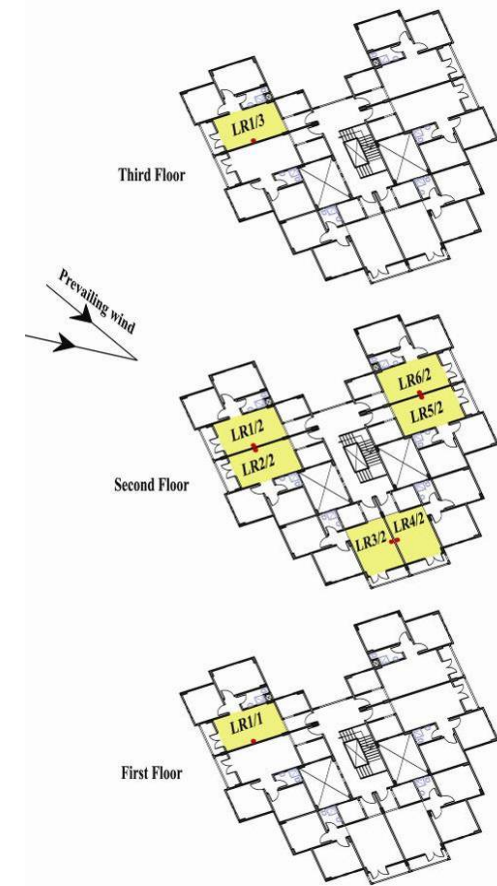 LR1/3
Third Floor
Prevailing wind
LR6/2
LR5/2
LR1/2
LR2/2
Second Floor
LR3/2
LR4/2
LR1/1
First Floor